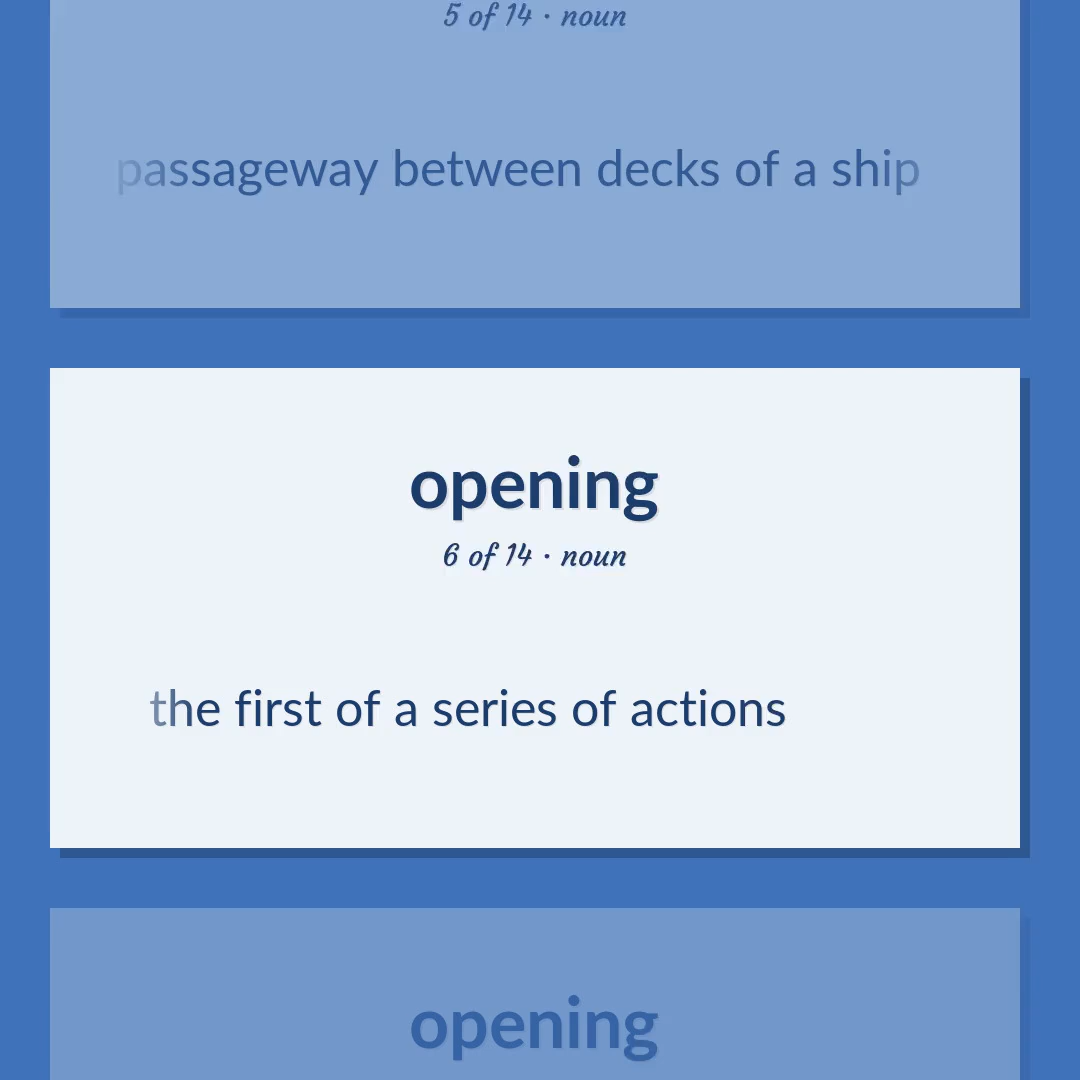 5 of 14 · noun
passageway between decks of a ship
opening
6 of 14 · noun
the first of a series of actions
opening